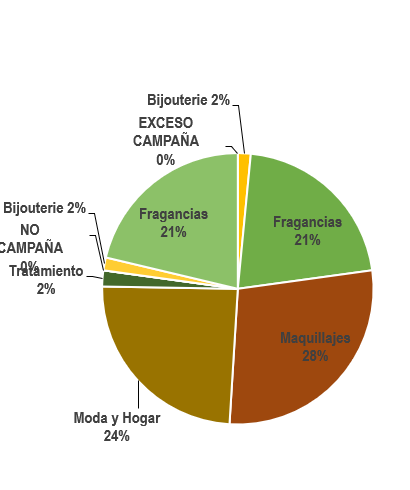 Bijouterie 2%
EXCESO
CAMPAÑA
0%
Fragancias
21%
Fragancias
21%
Bijouterie 2%
NO
CAMPAÑA
0%
Tratamiento
2%
Maquillajes
28%
Moda y Hogar
24%